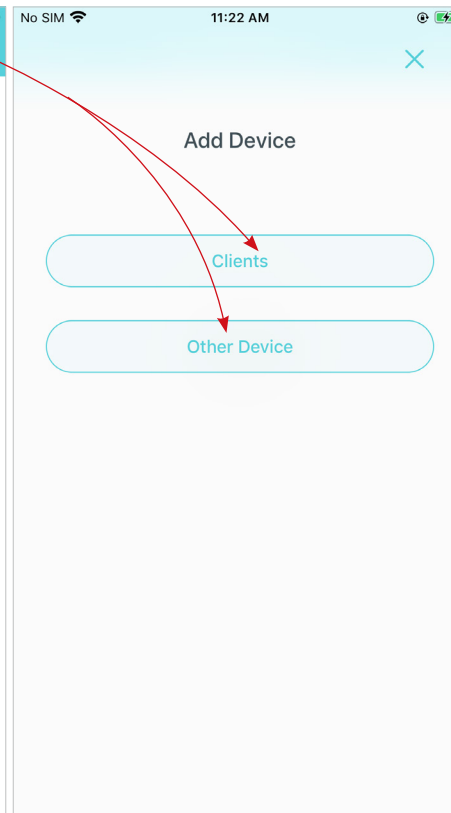 No SIM
11:22 AM
Add Device
Clients
Other Device